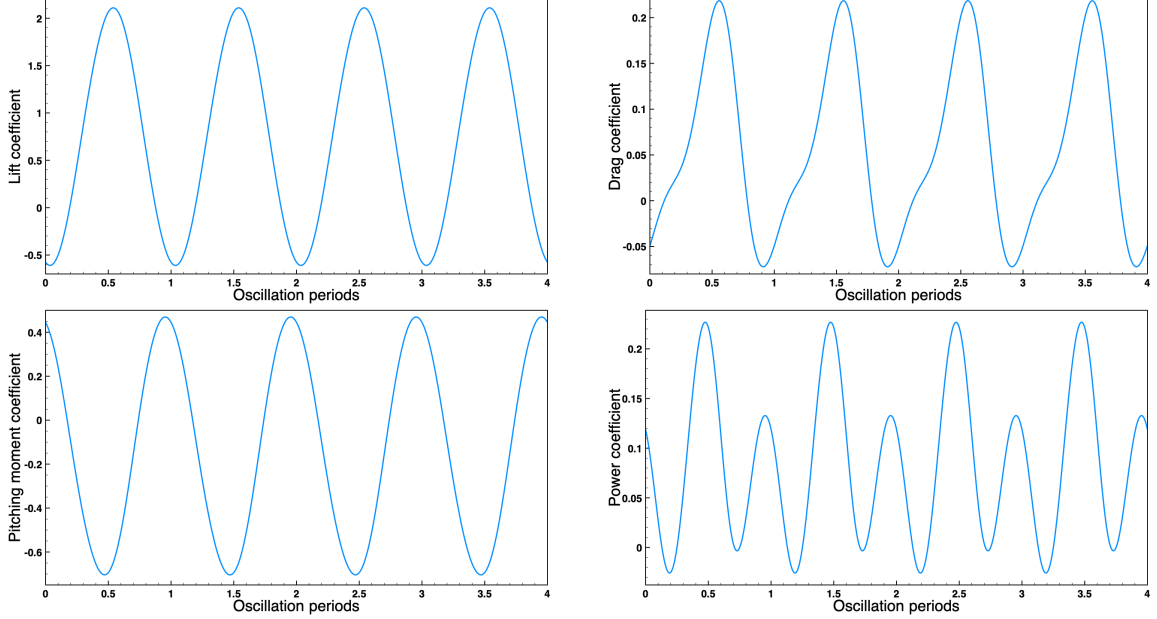 Lift coefficient
2
1.5
1
0.5
0
-0.5
0 0.5 1 1.5 2 2.5 3 3.5 4
Oscillation periods
Drag coefficient
0.2
0.15
0.1
0.05
0
-0.05
0 0.5 1 1.5 2 2.5 3 3.5 4
Oscillation periods
Pitching moment coefficient
0.4
0.2
0
-0.2
-0.4
-0.6
0 0.5 1 1.5 2 2.5 3 3.5 4
Oscillation periods
Power coefficient
0.2
0.15
0.1
0.05
0
0 0.5 1 1.5 2 2.5 3 3.5 4
Oscillation periods